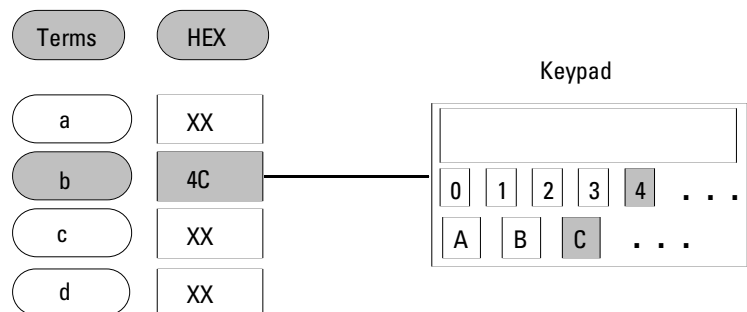 Terms HEX
Keypad
a XX
b 4C
0 1 2 3 4 . . .
c XX
A B C . . .
d XX